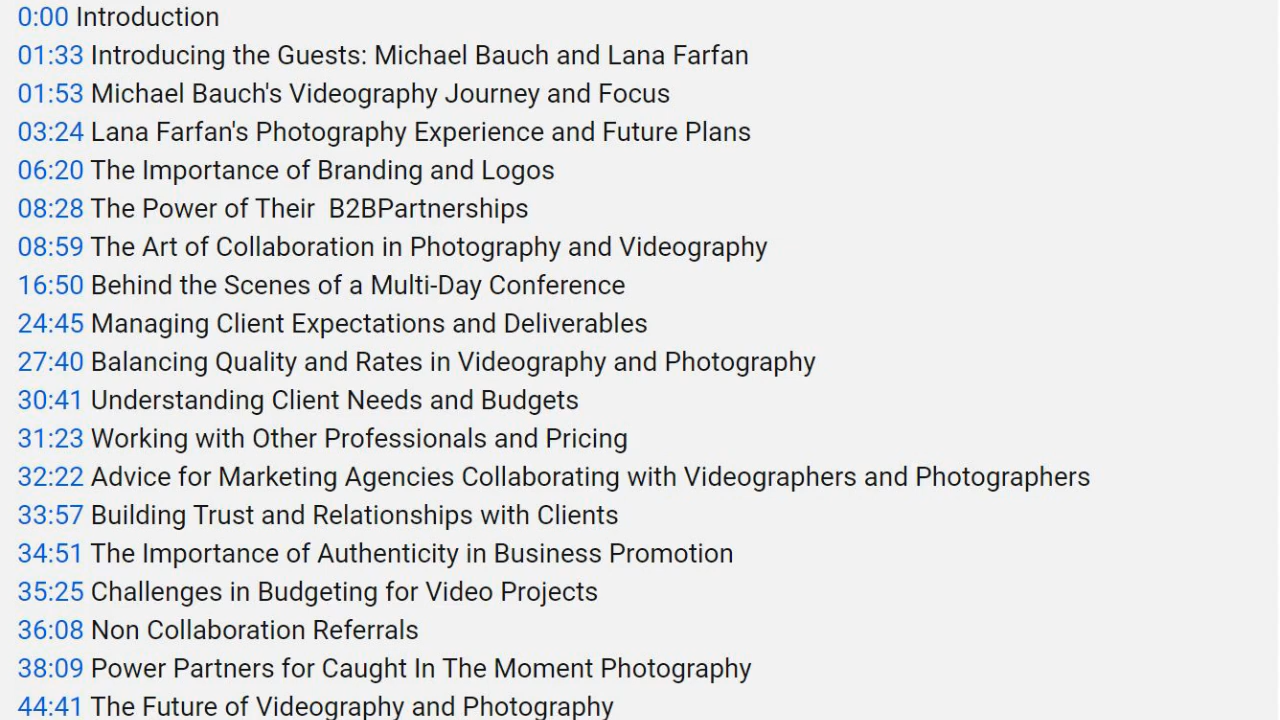 0:00 Introduction
01:33 Introducing the Guests: Michael Bauch and Lana Farfan
01:53 Michael Bauch's Videography Journey and Focus
03:24 Lana Farfan's Photography Experience and Future Plans
06:20 The Importance of Branding and Logos
08:28 The Power of Their  B2BPartnerships
08:59 The Art of Collaboration in Photography and Videography
16:50 Behind the Scenes of a Multi-Day Conference
24:45 Managing Client Expectations and Deliverables
27:40 Balancing Quality and Rates in Videography and Photography
30:41 Understanding Client Needs and Budgets
31:23 Working with Other Professionals and Pricing
32:22 Advice for Marketing Agencies Collaborating with Videographers and Photographers
33:57 Building Trust and Relationships with Clients
34:51 The Importance of Authenticity in Business Promotion
35:25 Challenges in Budgeting for Video Projects
36:08 Non Collaboration Referrals
38:09 Power Partners for Caught In The Moment Photography
44:41 The Future of Videography and Photography